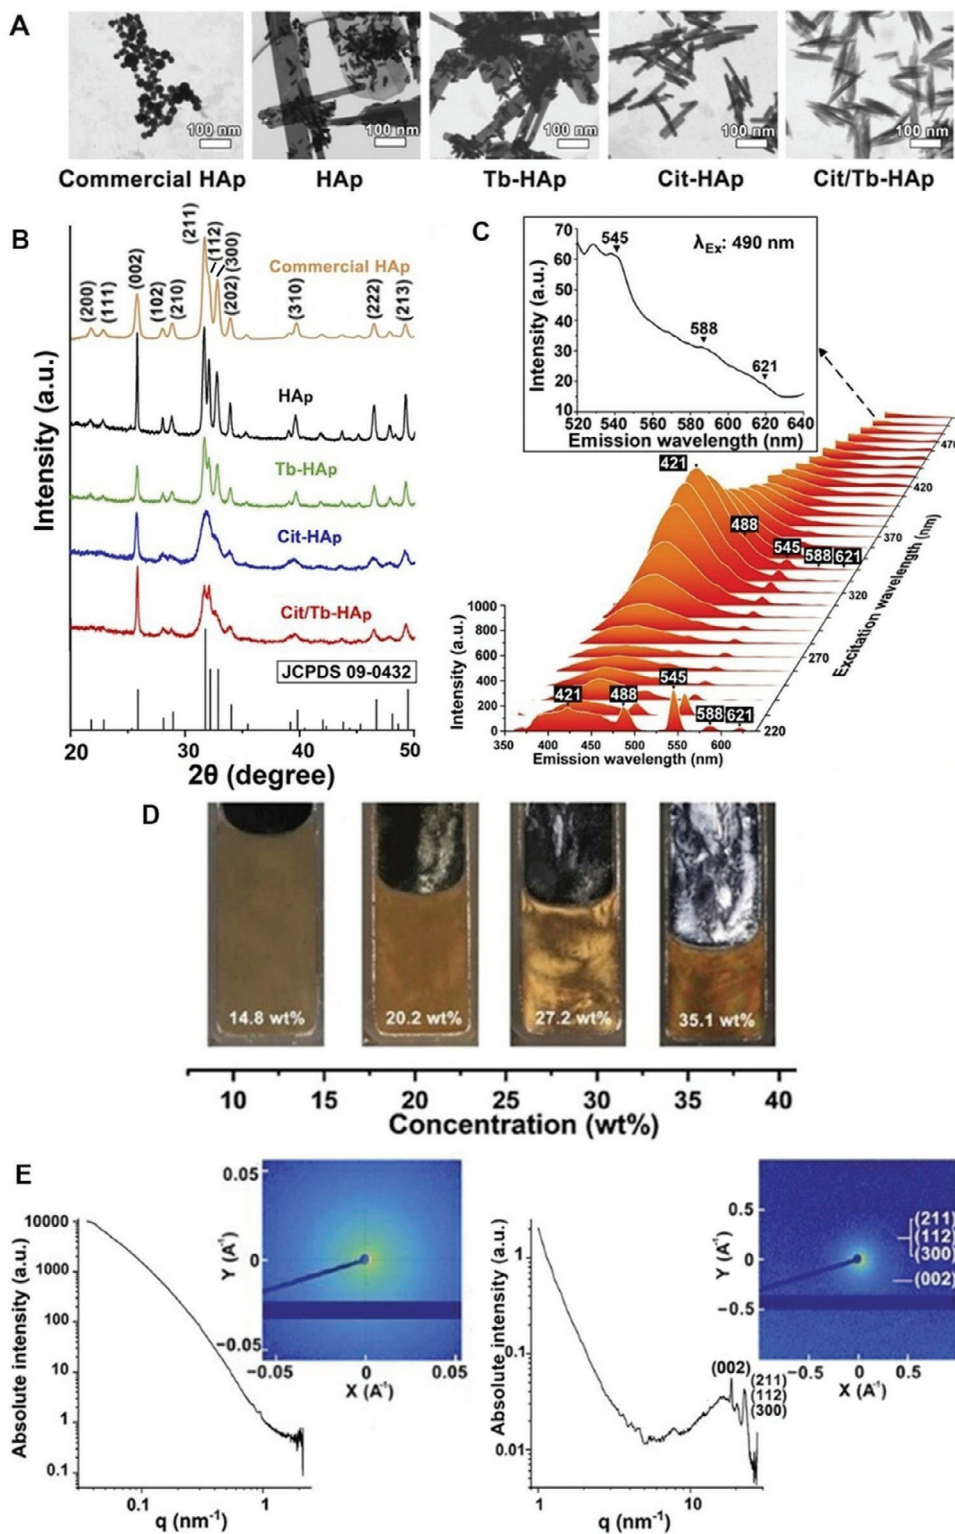 A
100 nm
100 nm
100 nm
100 nm
100 nm
Commercial HAp
HAp
Tb-HAp
Cit-HAp
Cit/Tb-HAp
B
Intensity (a.u.)
(200)
(111)
(002)
(102)
(210)
(211)
(112)
(300)
(202)
(310)
(222)
(213)
Commercial HAp
HAp
Tb-HAp
Cit-HAp
Cit/Tb-HAp
JCPDS 09-0432
20 30 40 50
2θ (degree)
C
Intensity (a.u.)
70
60
50
40
30
20
10
545
588
621
λEx: 490 nm
520 540 560 580 600 620 640
Emission wavelength (nm)
421
488
545
588
621
470
420
370
320
270
220
Excitation wavelength (nm)
1000
800
600
400
200
0
Intensity (a.u.)
421
488
545
588
621
350 400 450 500 550 600 650
Emission wavelength (nm)
D
14.8 wt%
20.2 wt%
27.2 wt%
35.1 wt%
10 15 20 25 30 35 40
Concentration (wt%)
E
Absolute intensity (a.u.)
10000
1000
100
10
1
0.1
0.1 1
q (nm⁻¹)
0.05
0
−0.05
Y (A⁻¹)
0 0.05
X (A⁻¹)
Absolute intensity (a.u.)
1
0.1
0.01
(002)
(211)
(112)
(300)
1 10
q (nm⁻¹)
0.5
0
−0.5
Y (A⁻¹)
(211)
(112)
(300)
(002)
−0.5 0 0.5
X (A⁻¹)